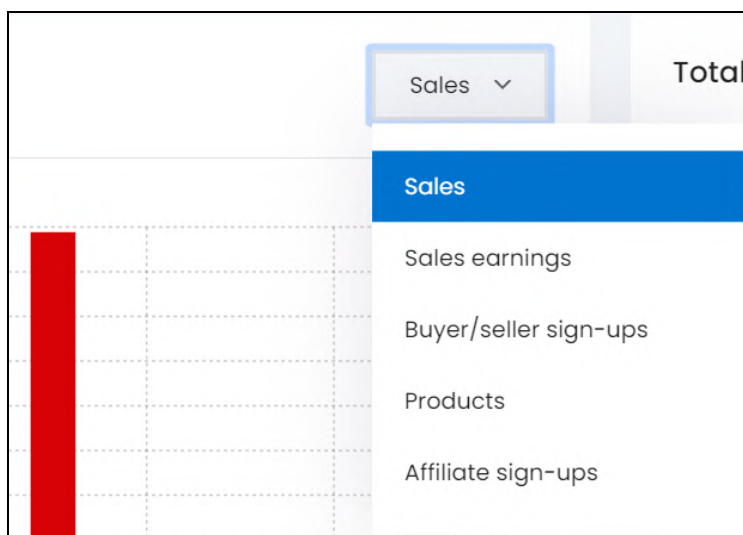 Sales
Total
Sales
Sales earnings
Buyer/seller sign-ups
Products
Affiliate sign-ups